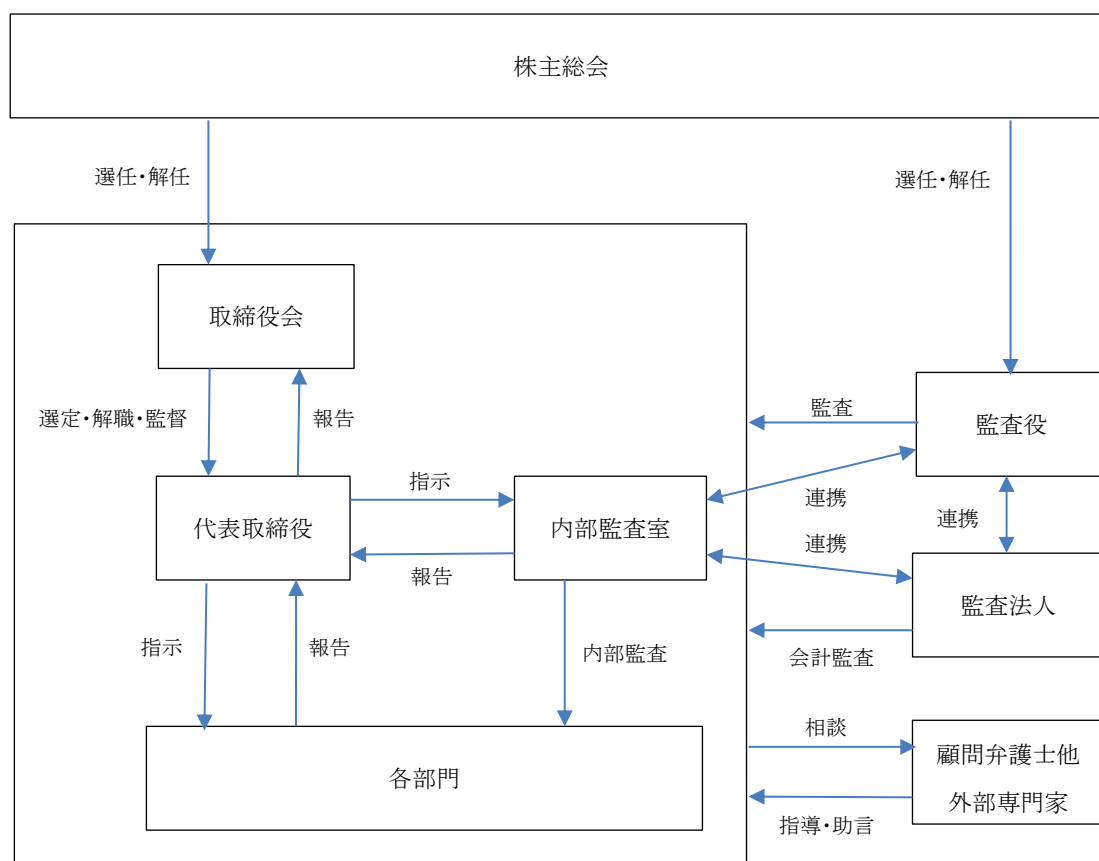 株主総会
選任・解任
選任・解任
取締役会
選定・解職・監督
報告
監査
監査役
指示
連携
代表取締役
内部監査室
連携
連携
報告
監査法人
指示
報告
内部監査
会計監査
相談
顧問弁護士他
外部専門家
各部門
指導・助言